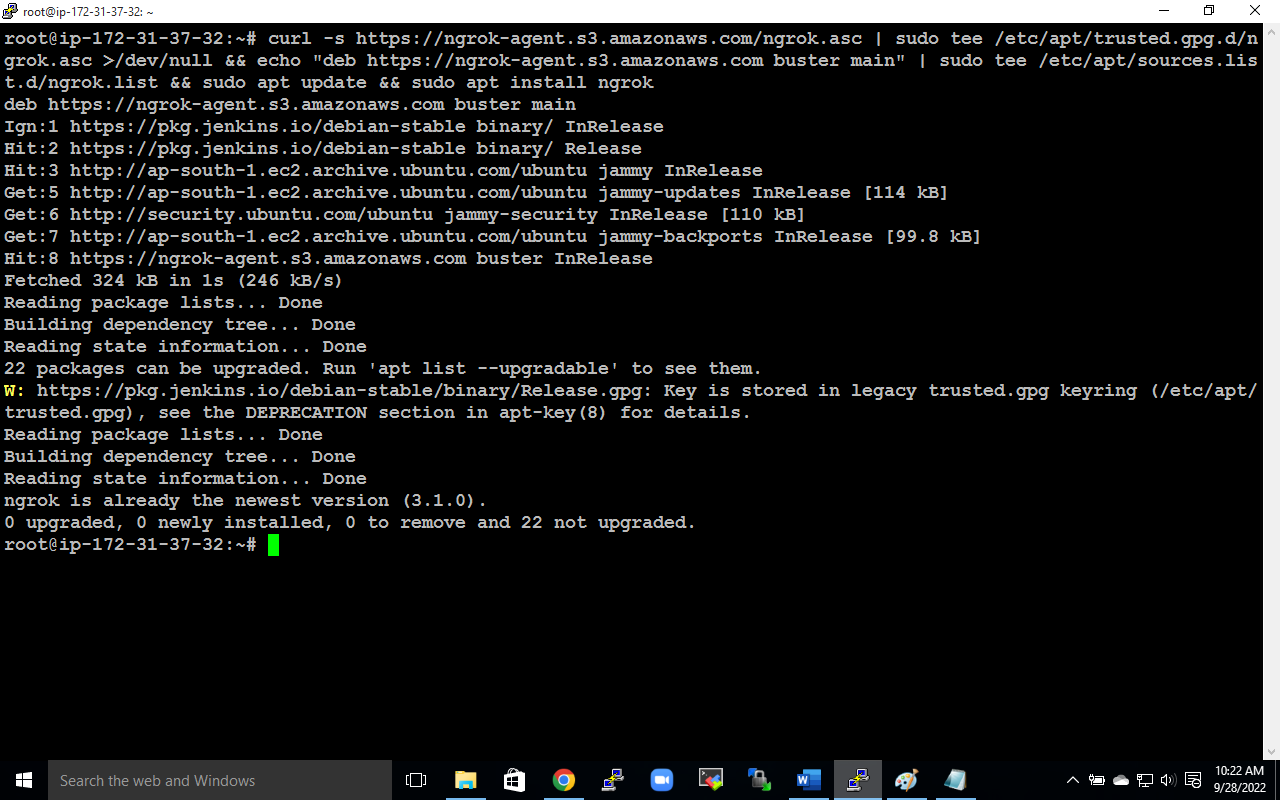 root@ip-172-31-37-32: ~
root@ip-172-31-37-32:~# curl -s https://ngrok-agent.s3.amazonaws.com/ngrok.asc | sudo tee /etc/apt/trusted.gpg.d/n
grok.asc >/dev/null && echo "deb https://ngrok-agent.s3.amazonaws.com buster main" | sudo tee /etc/apt/sources.lis
t.d/ngrok.list && sudo apt update && sudo apt install ngrok
deb https://ngrok-agent.s3.amazonaws.com buster main
Ign:1 https://pkg.jenkins.io/debian-stable binary/ InRelease
Hit:2 https://pkg.jenkins.io/debian-stable binary/ Release
Hit:3 http://ap-south-1.ec2.archive.ubuntu.com/ubuntu jammy InRelease
Get:5 http://ap-south-1.ec2.archive.ubuntu.com/ubuntu jammy-updates InRelease [114 kB]
Get:6 http://security.ubuntu.com/ubuntu jammy-security InRelease [110 kB]
Get:7 http://ap-south-1.ec2.archive.ubuntu.com/ubuntu jammy-backports InRelease [99.8 kB]
Hit:8 https://ngrok-agent.s3.amazonaws.com buster InRelease
Fetched 324 kB in 1s (246 kB/s)
Reading package lists... Done
Building dependency tree... Done
Reading state information... Done
22 packages can be upgraded. Run 'apt list --upgradable' to see them.
W: https://pkg.jenkins.io/debian-stable/binary/Release.gpg: Key is stored in legacy trusted.gpg keyring (/etc/apt/
trusted.gpg), see the DEPRECATION section in apt-key(8) for details.
Reading package lists... Done
Building dependency tree... Done
Reading state information... Done
ngrok is already the newest version (3.1.0).
0 upgraded, 0 newly installed, 0 to remove and 22 not upgraded.
root@ip-172-31-37-32:~#
Search the web and Windows
10:22 AM
9/28/2022